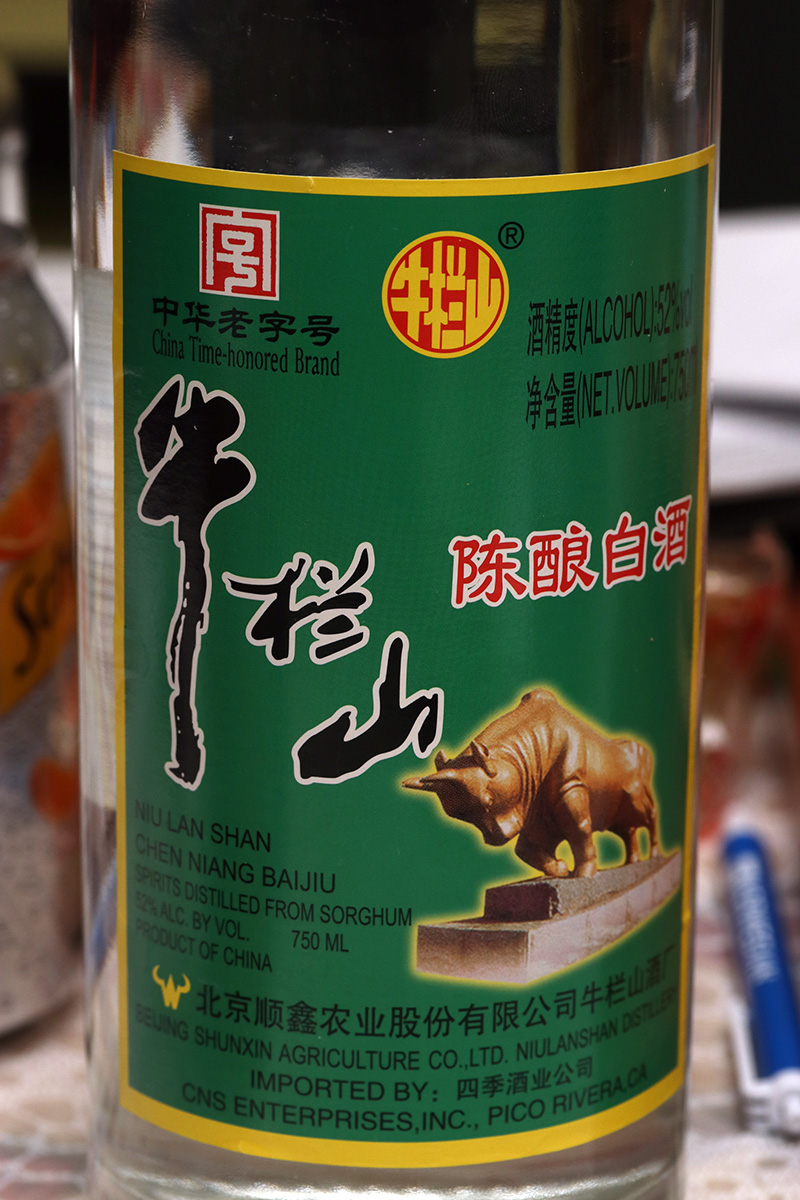 字号
中华老字号
China Time-honored Brand
牛栏山
®
酒精度(ALCOHOL):52%vol
净含量(NET.VOLUME):750
牛栏山
陈酿白酒
NIU LAN SHAN
CHEN NIANG BAIJIU
SPIRITS DISTILLED FROM SORGHUM
52% ALC. BY VOL. 750 ML
PRODUCT OF CHINA
北京顺鑫农业股份有限公司牛栏山酒厂
BEIJING SHUNXIN AGRICULTURE CO.,LTD. NIULANSHAN DISTILLERY
IMPORTED BY: 四季酒业公司
CNS ENTERPRISES,INC., PICO RIVERA,CA